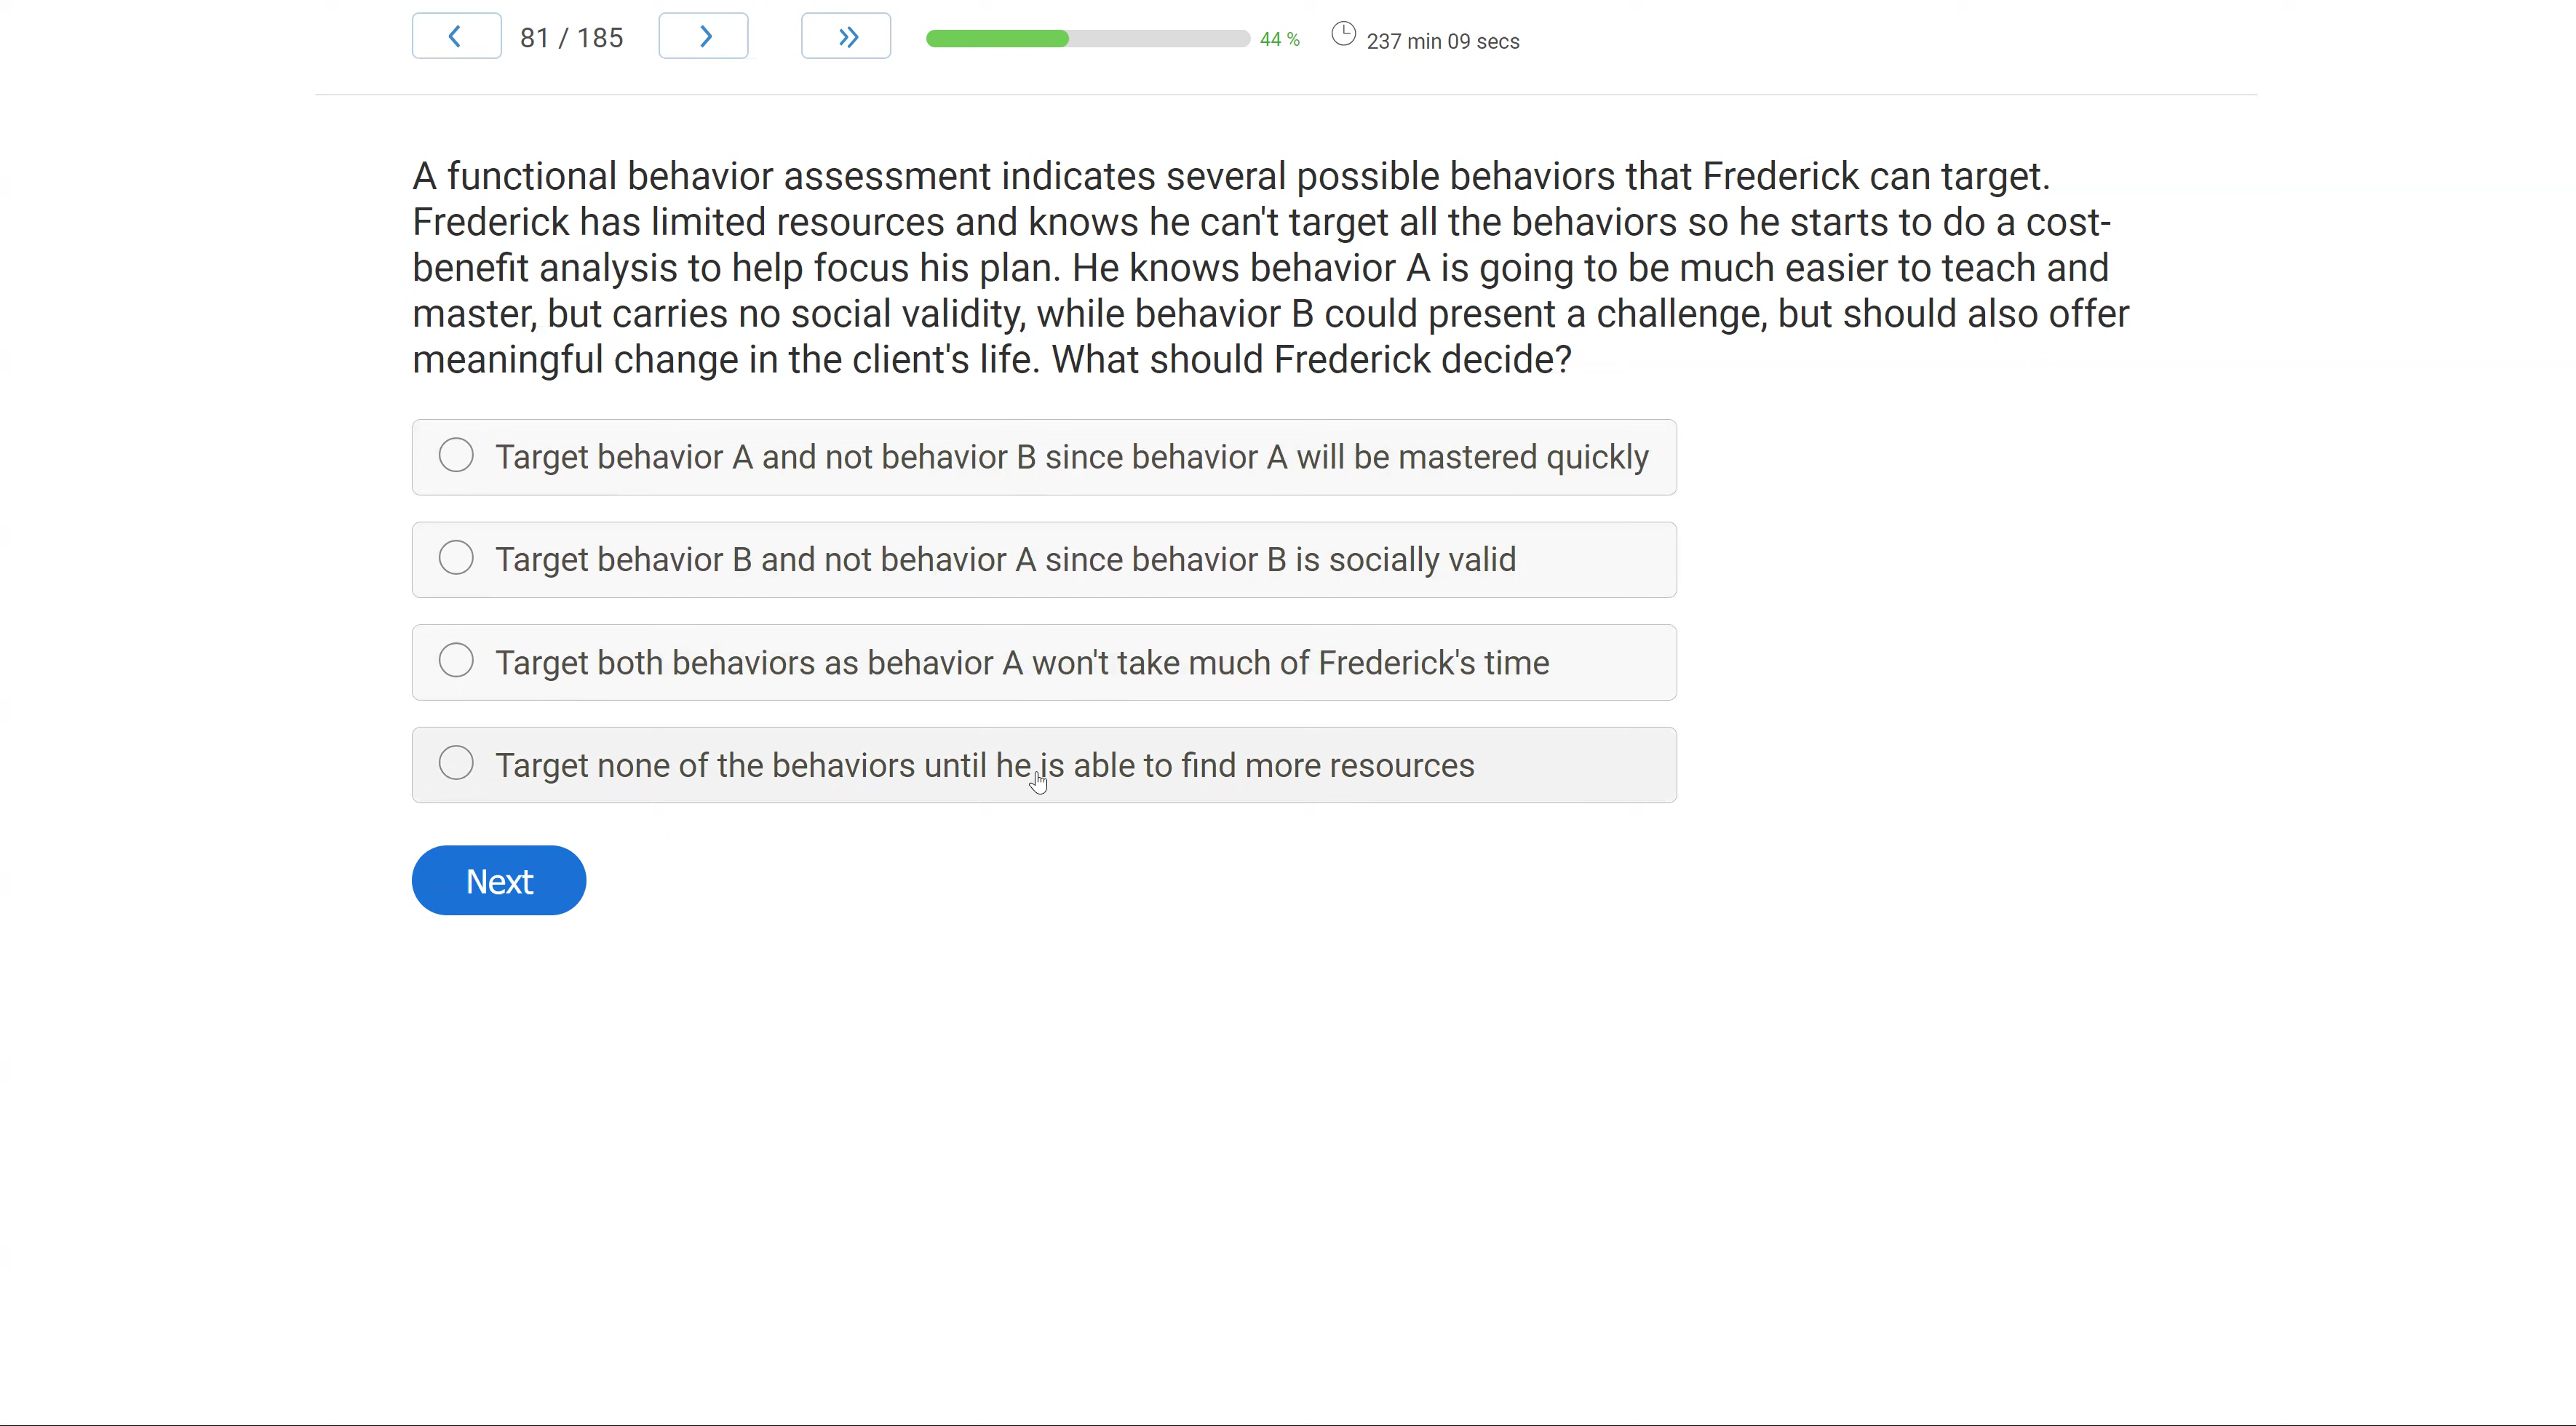 81 / 185
44 %
237 min 09 secs
A functional behavior assessment indicates several possible behaviors that Frederick can target.
Frederick has limited resources and knows he can't target all the behaviors so he starts to do a cost-
benefit analysis to help focus his plan. He knows behavior A is going to be much easier to teach and
master, but carries no social validity, while behavior B could present a challenge, but should also offer
meaningful change in the client's life. What should Frederick decide?
Target behavior A and not behavior B since behavior A will be mastered quickly
Target behavior B and not behavior A since behavior B is socially valid
Target both behaviors as behavior A won't take much of Frederick's time
Target none of the behaviors until he is able to find more resources
Next